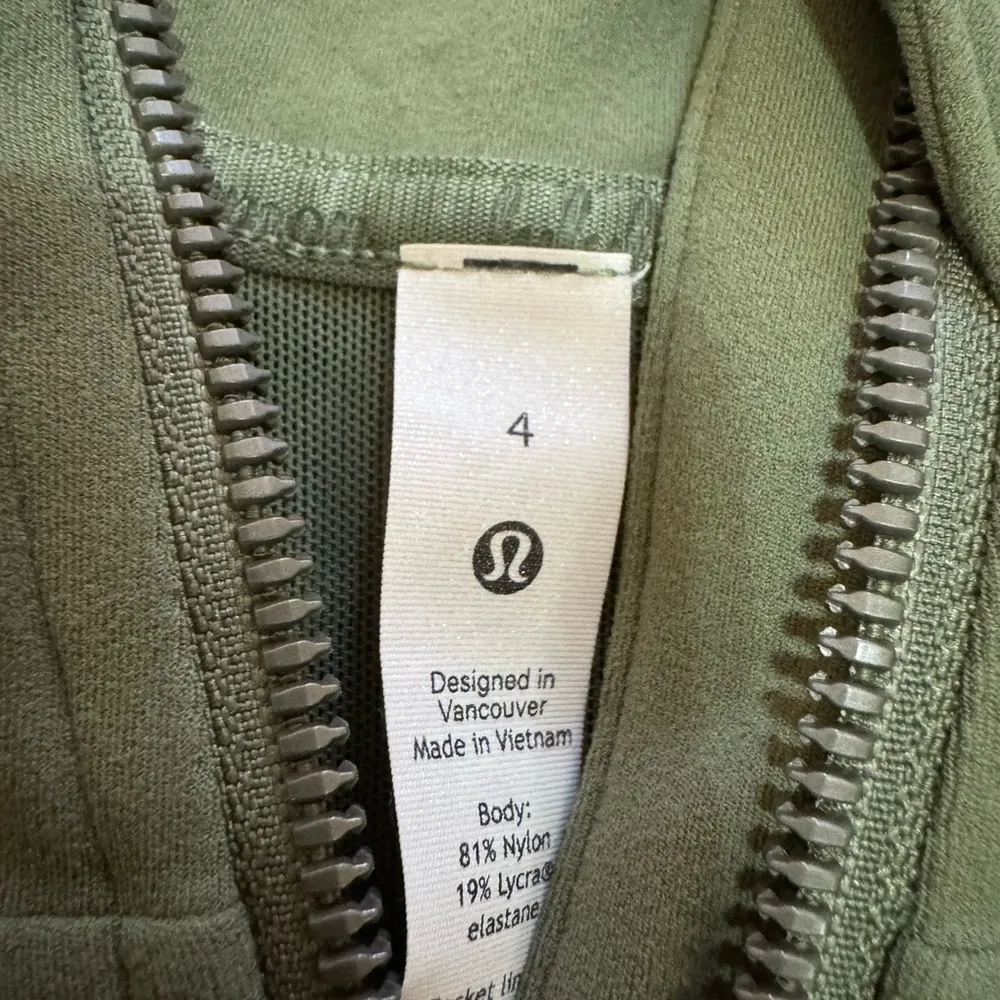 4
Designed in
Vancouver
Made in Vietnam
Body:
81% Nylon
19% Lycra®
elastane